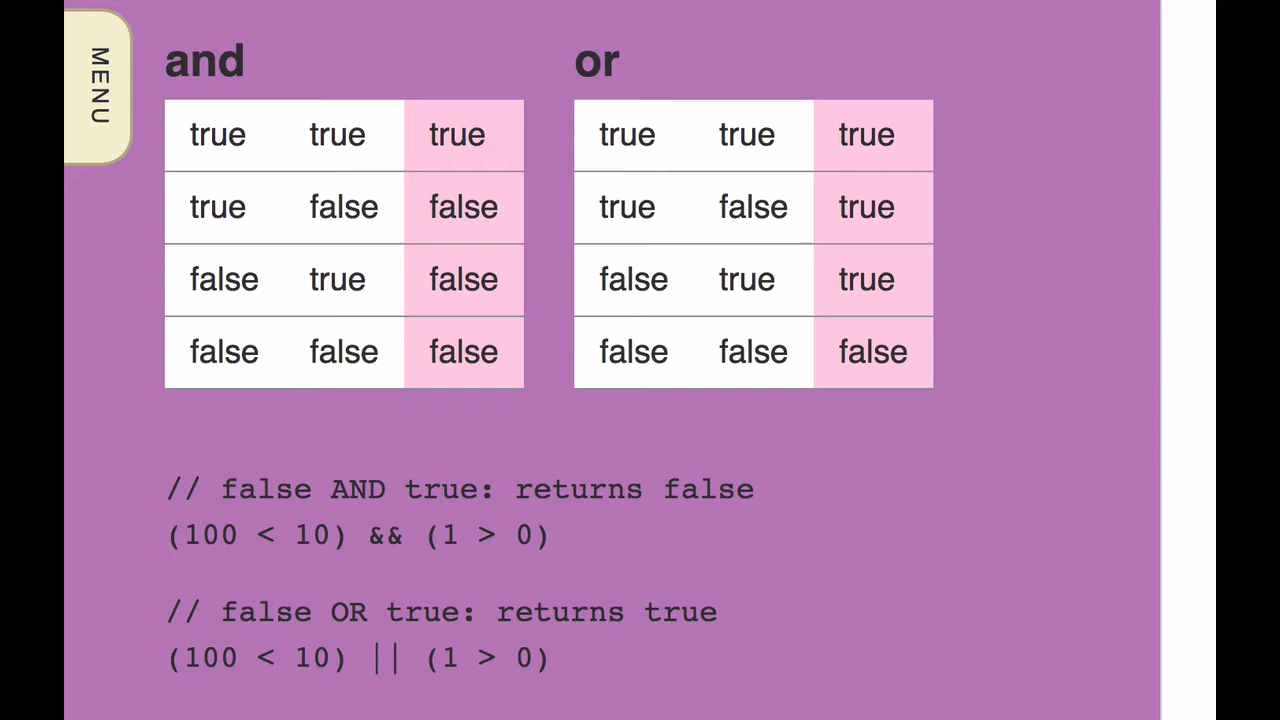 MENU
and
true true true
true false false
false true false
false false false
or
true true true
true false true
false true true
false false false
// false AND true: returns false
(100 < 10) && (1 > 0)
// false OR true: returns true
(100 < 10) || (1 > 0)